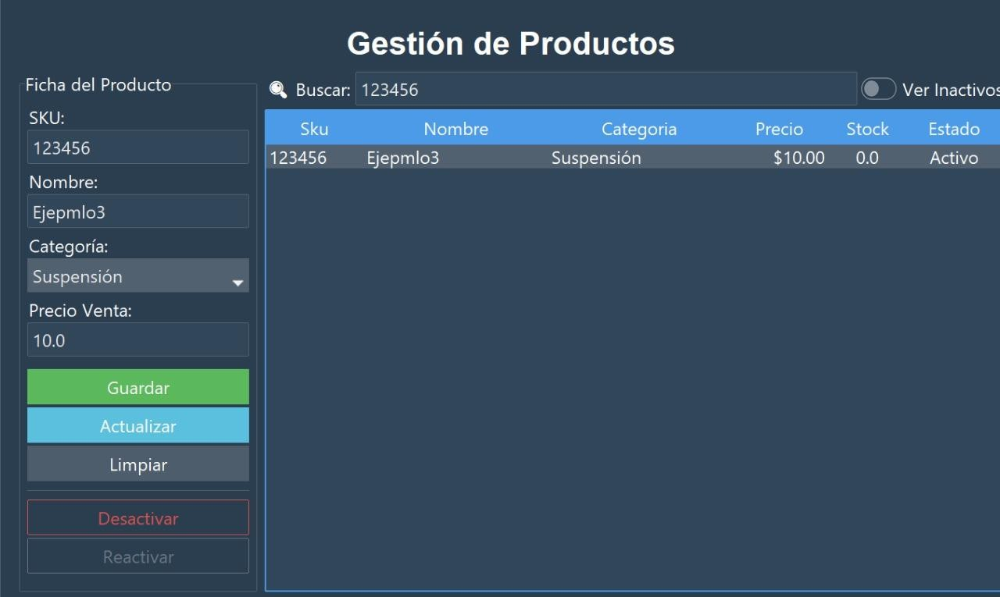 Gestión de Productos
Ficha del Producto
SKU:
123456
Nombre:
Ejepmlo3
Categoría:
Suspensión
Precio Venta:
10.0
Guardar
Actualizar
Limpiar
Desactivar
Reactivar
Buscar: 123456 Ver Inactivos
Sku Nombre Categoria Precio Stock Estado
123456 Ejepmlo3 Suspensión $10.00 0.0 Activo